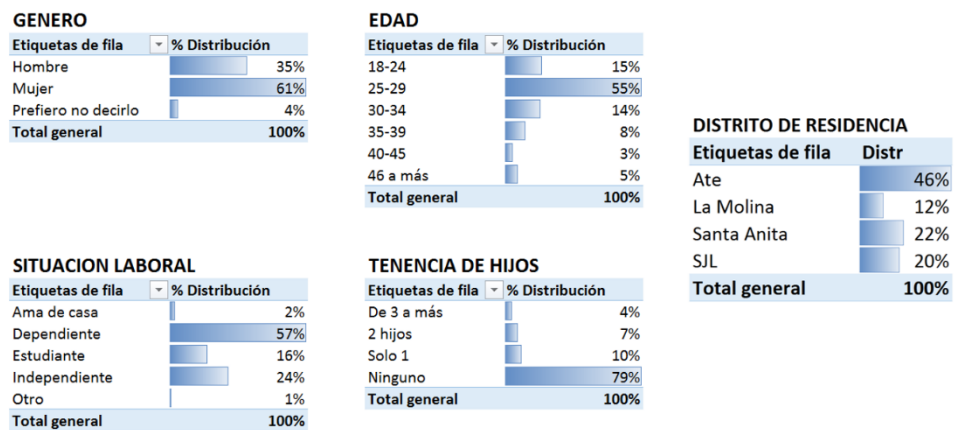 GENERO
Etiquetas de fila % Distribución
Hombre 35%
Mujer 61%
Prefiero no decirlo 4%
Total general 100%
EDAD
Etiquetas de fila % Distribución
18-24 15%
25-29 55%
30-34 14%
35-39 8%
40-45 3%
46 a más 5%
Total general 100%
DISTRITO DE RESIDENCIA
Etiquetas de fila Distr
Ate 46%
La Molina 12%
Santa Anita 22%
SJL 20%
Total general 100%
SITUACION LABORAL
Etiquetas de fila % Distribución
Ama de casa 2%
Dependiente 57%
Estudiante 16%
Independiente 24%
Otro 1%
Total general 100%
TENENCIA DE HIJOS
Etiquetas de fila % Distribución
De 3 a más 4%
2 hijos 7%
Solo 1 10%
Ninguno 79%
Total general 100%